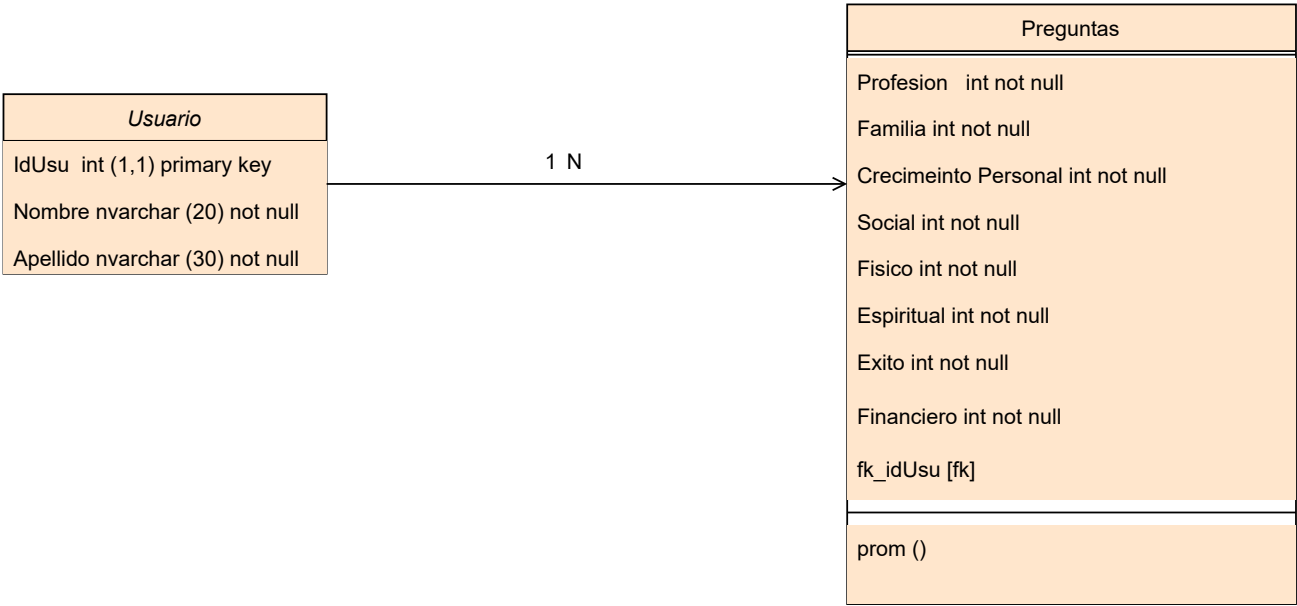 Usuario
IdUsu int (1,1) primary key
Nombre nvarchar (20) not null
Apellido nvarchar (30) not null
1 N
Preguntas
Profesion int not null
Familia int not null
Crecimeinto Personal int not null
Social int not null
Fisico int not null
Espiritual int not null
Exito int not null
Financiero int not null
fk_idUsu [fk]
prom ()